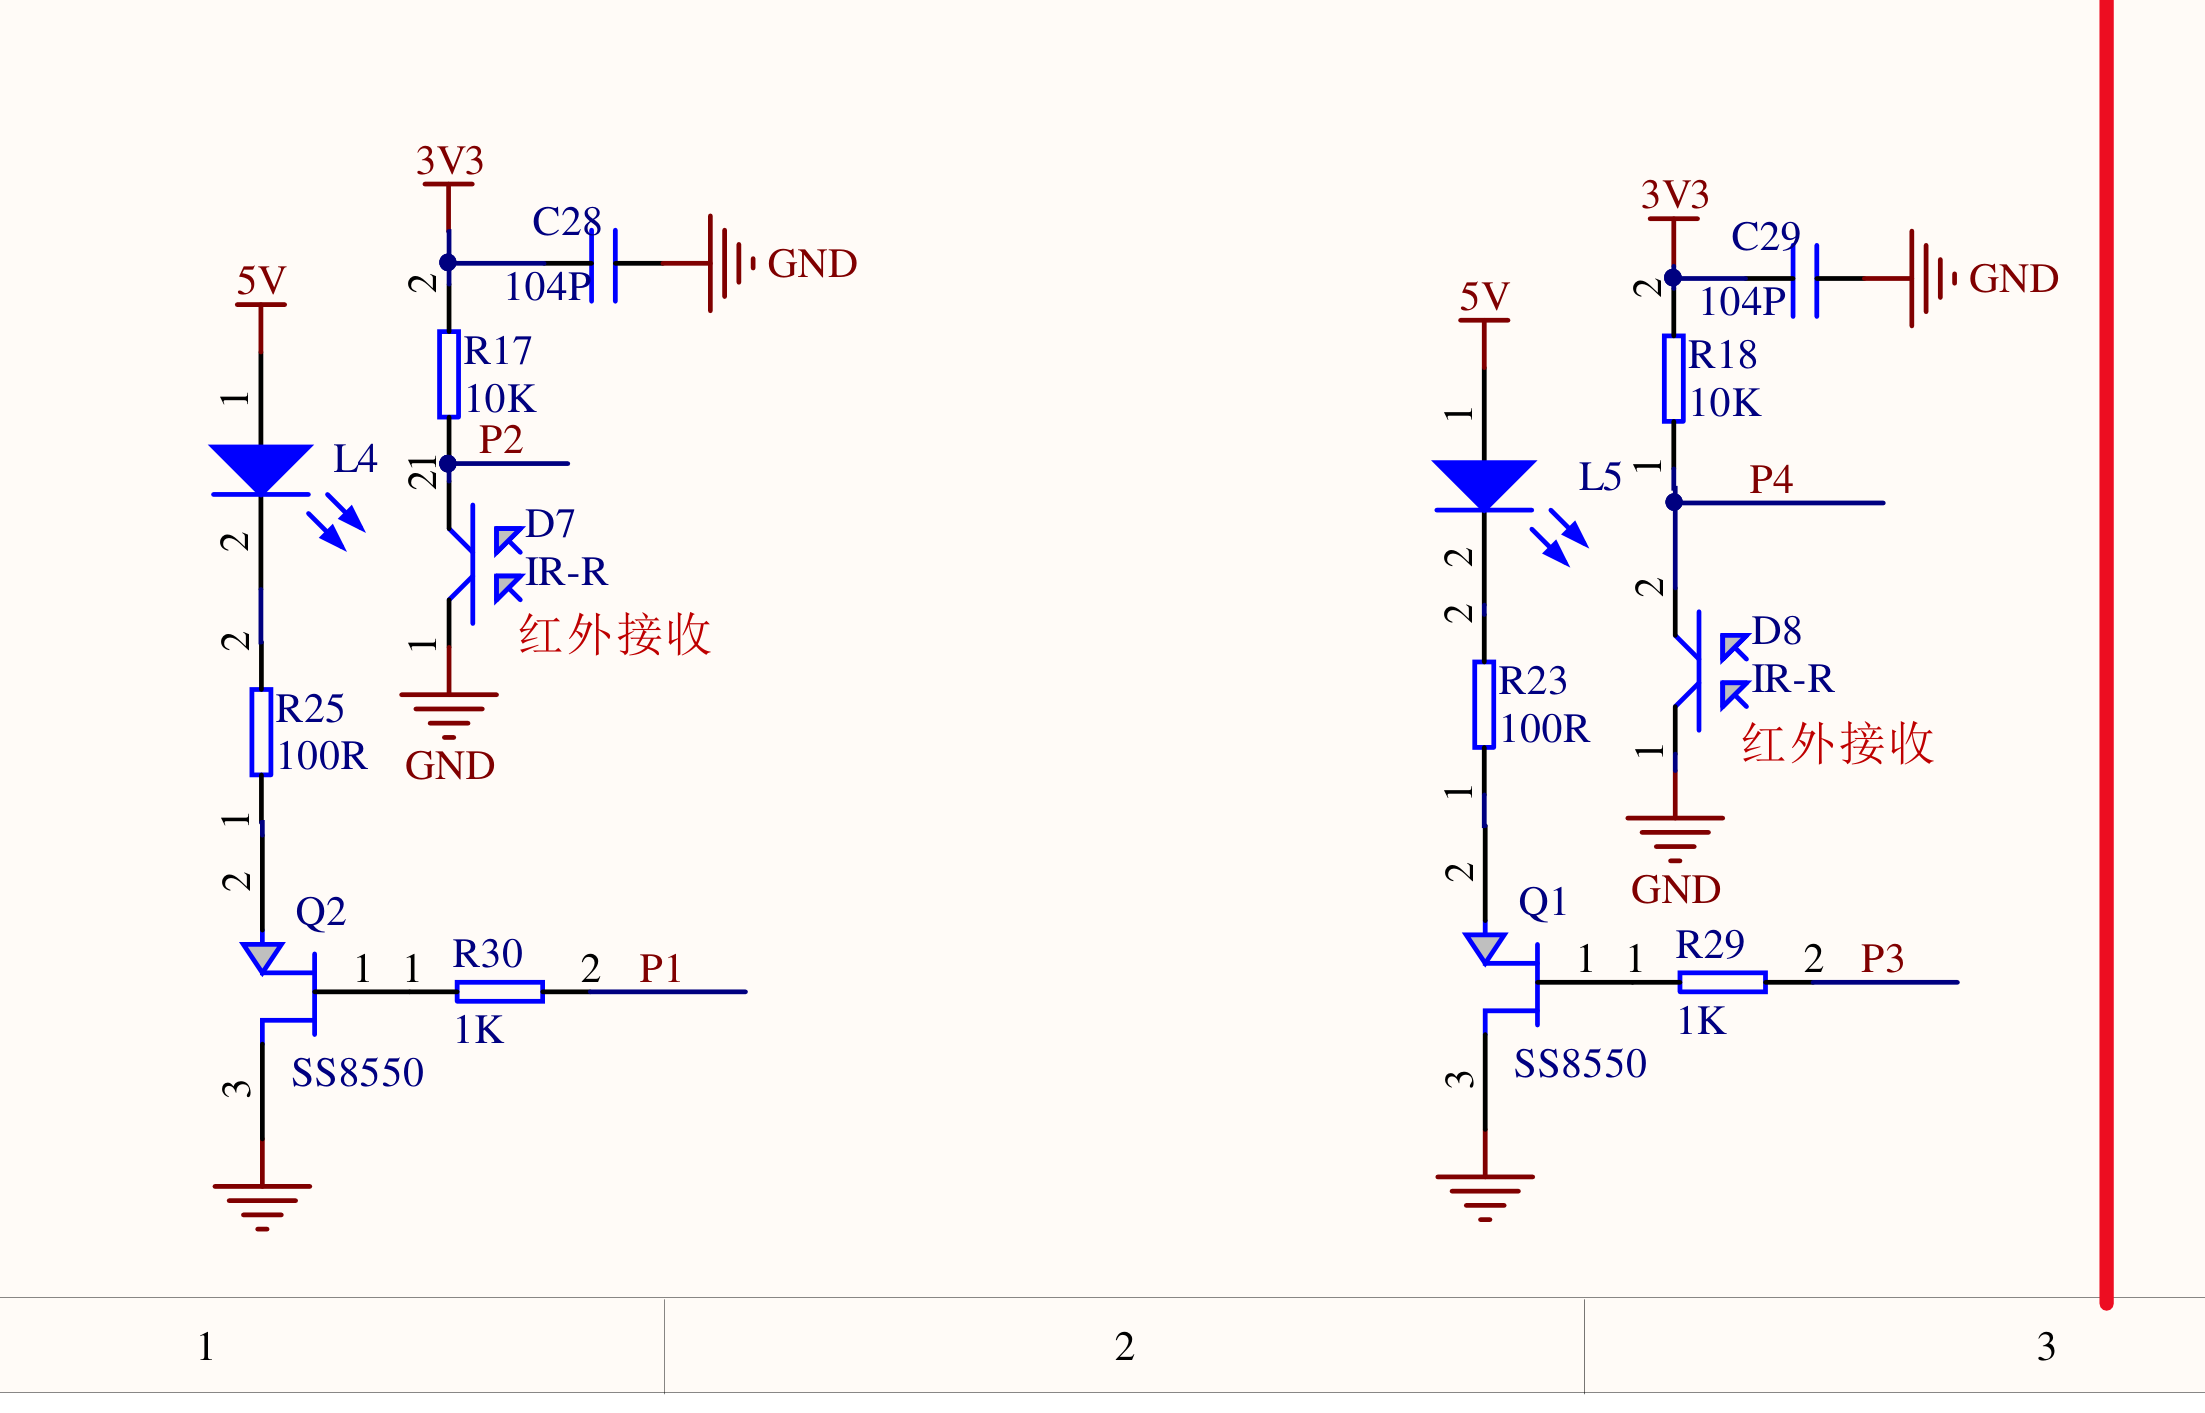 3V3
C28
GND
104P
2
5V
1
R17
10K
P2
21
L4
D7
IR-R
2
红外接收
1
2
R25
100R
GND
1
2
Q2
1
1
R30
2
P1
1K
SS8550
3
3V3
C29
GND
2
104P
5V
R18
10K
1
1
P4
L5
2
2
2
D8
IR-R
R23
100R
红外接收
1
1
2
GND
Q1
1
1
R29
2
P3
1K
SS8550
3
1
2
3